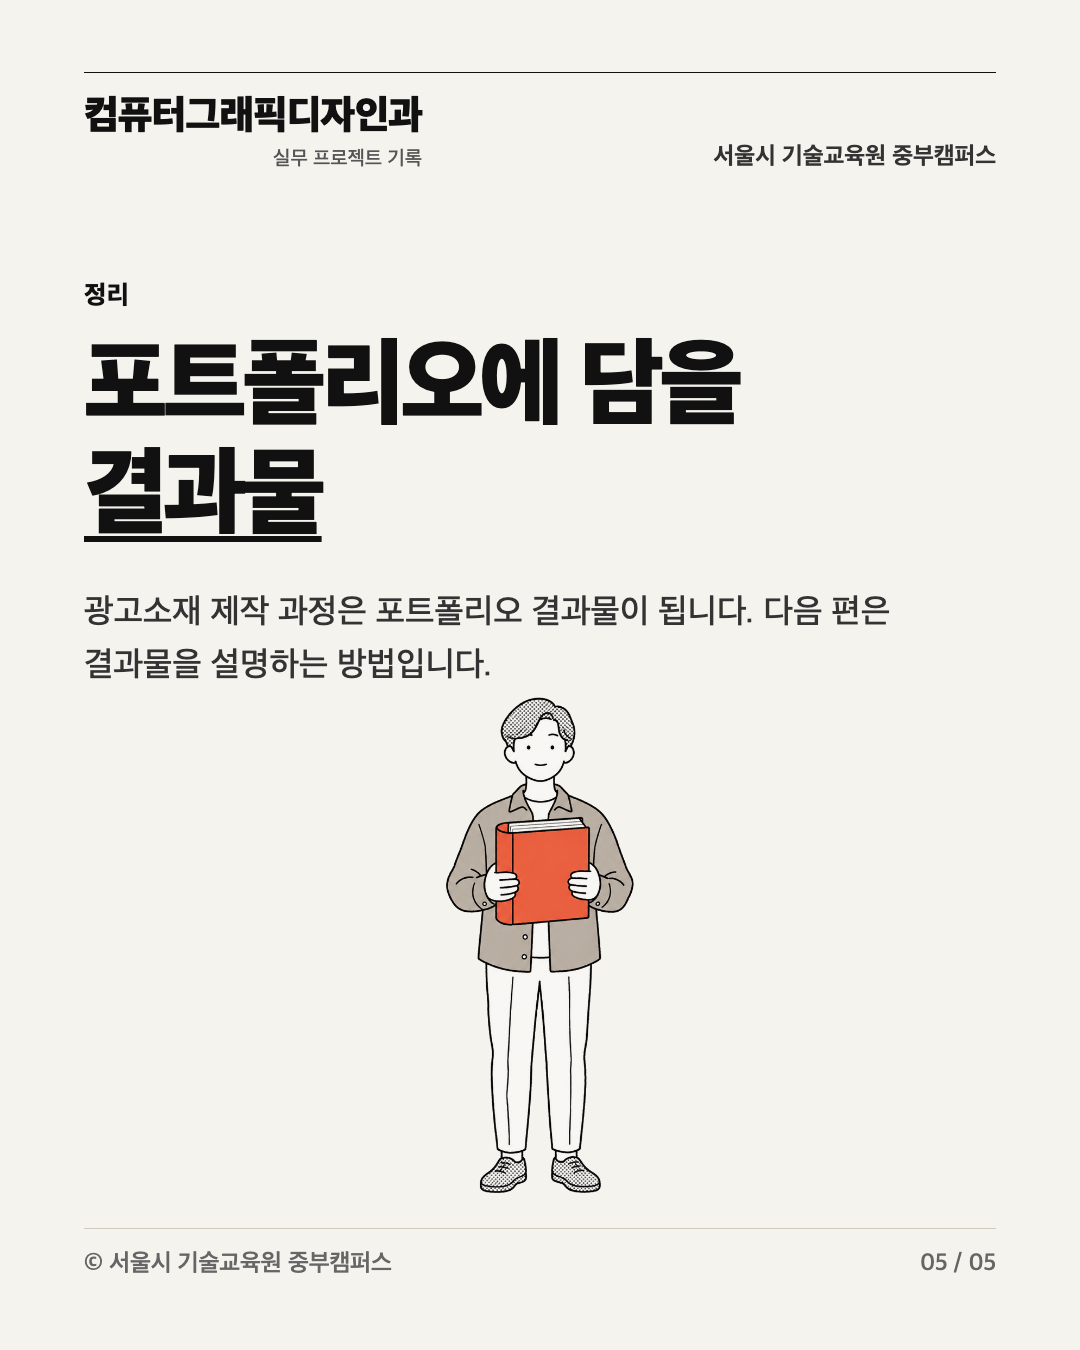 컴퓨터그래픽디자인과
실무 프로젝트 기록
서울시 기술교육원 중부캠퍼스
정리
포트폴리오에 담을
결과물
광고소재 제작 과정은 포트폴리오 결과물이 됩니다. 다음 편은
결과물을 설명하는 방법입니다.
© 서울시 기술교육원 중부캠퍼스
05 / 05